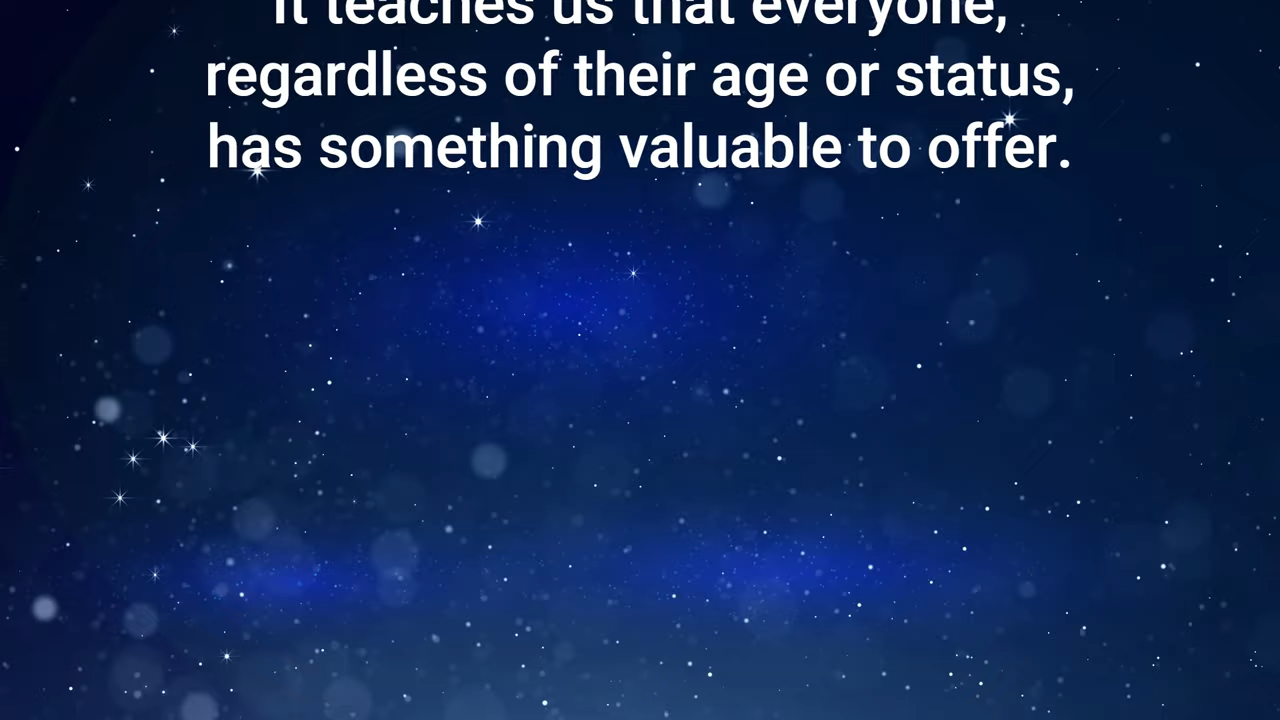 It teaches us that everyone,
regardless of their age or status,
has something valuable to offer.